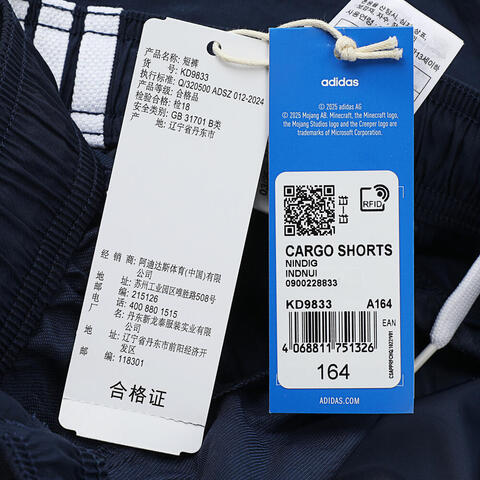 产品名称：短裤
货　　号：KD9833
执行标准：Q/320500 ADSZ 012-2024
产品等级：合格品
检验合格：检18
安全类别：GB 31701 B类
产　　地：辽宁省丹东市
经 销 商：阿迪达斯体育(中国)有限
公司
地　　址：苏州工业园区唯胜路508号
邮　　编：215126
电　　话：400 880 1515
厂　　名：丹东新龙泰服装实业有限
公司
厂　　址：辽宁省丹东市前阳经济开
发区
邮　　编：118301
合格证
adidas
© 2025 adidas AG
© 2025 Mojang AB. Minecraft, the Minecraft logo,
the Mojang Studios logo and the Creeper logo are
trademarks of Microsoft Corporation.
RFID
CARGO SHORTS
NINDIG
INDNUI
0900228833
KD9833 A164
EAN
4 068811 751326
164
ADIDAS.COM